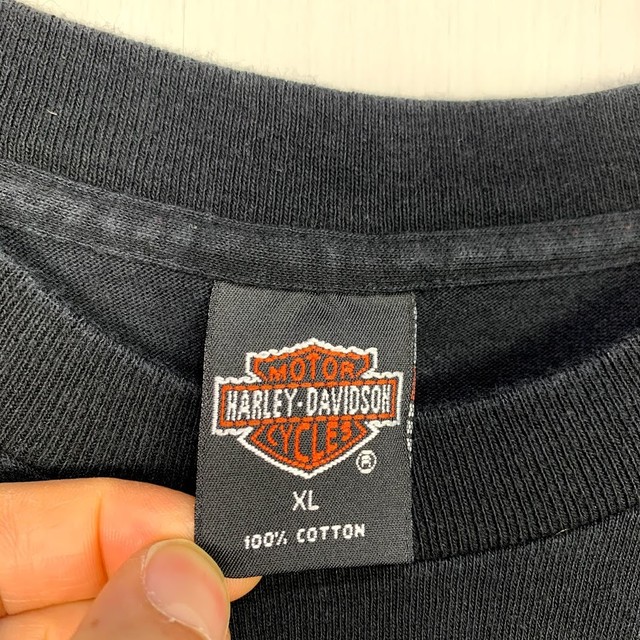 MOTOR
HARLEY-DAVIDSON
CYCLES
®
XL
100% COTTON